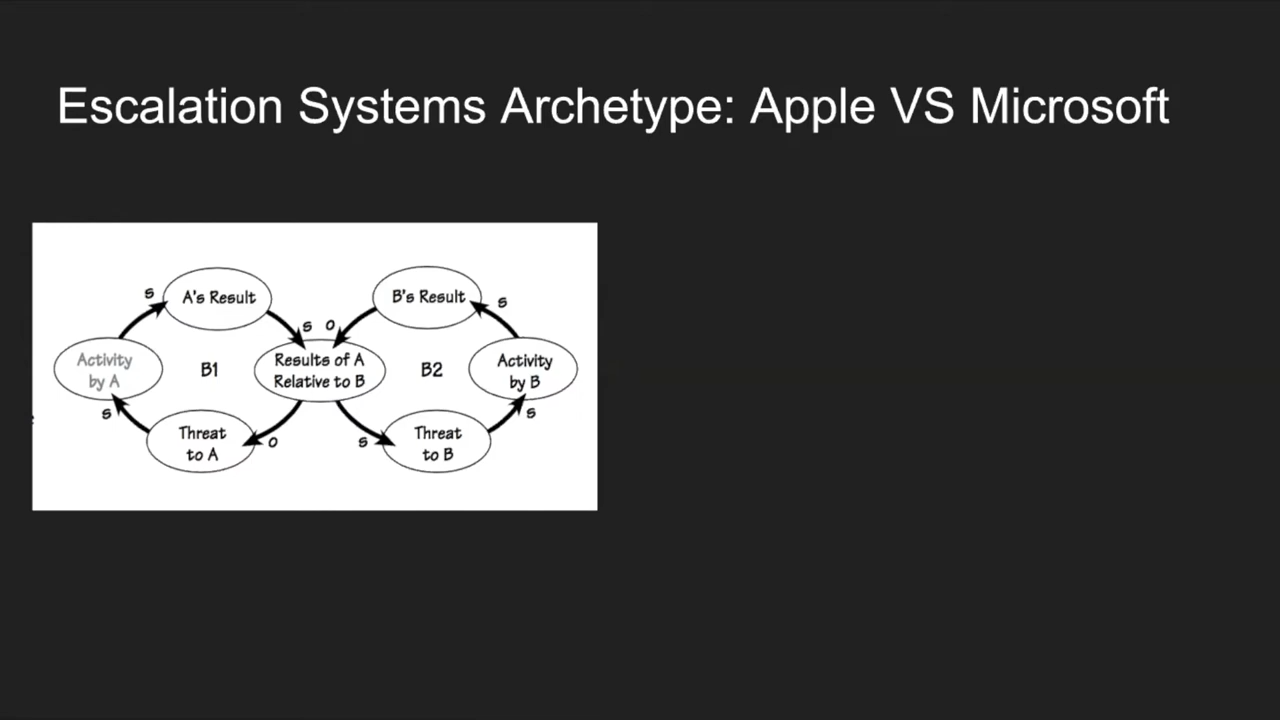 Escalation Systems Archetype: Apple VS Microsoft
s
A's Result
B's Result
s
s o
Activity
by A
B1
Results of A
Relative to B
B2
Activity
by B
s
s
Threat
to A
o
s
Threat
to B